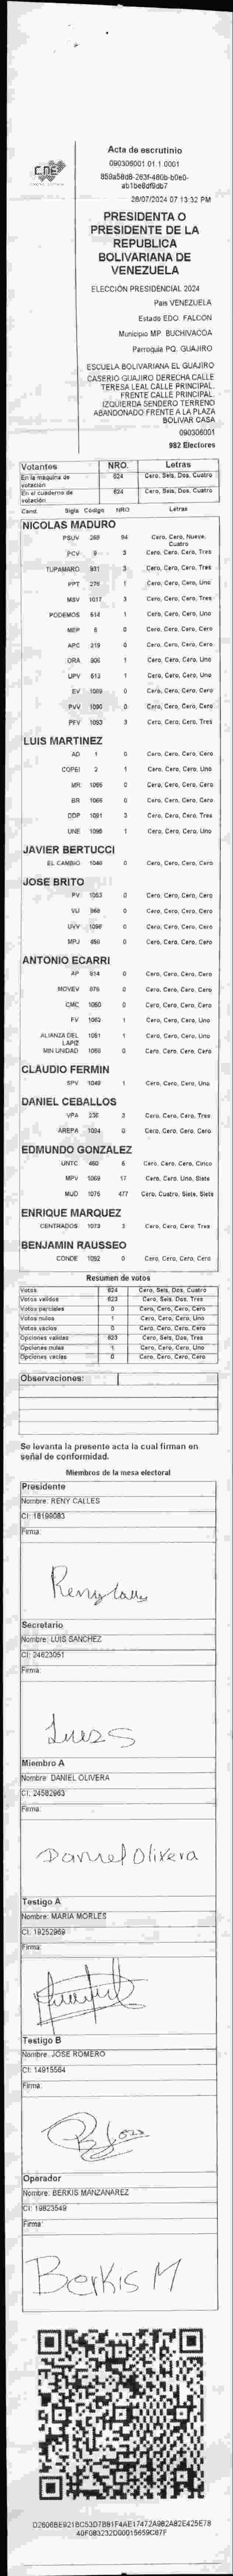 CNE
Acta de escrutinio
090306001 01.1.0001
28/07/2024 07:13:32 PM
PRESIDENTA O
PRESIDENTE DE LA
REPUBLICA
BOLIVARIANA DE
VENEZUELA
ELECCIÓN PRESIDENCIAL 2024
Pais VENEZUELA
Estado EDO. FALCON
Municipio MP. BUCHIVACOA
Parroquia PQ. GUAJIRO
ESCUELA BOLIVARIANA EL GUAJIRO
CASERIO GUAJIRO DERECHA CALLE
TERESA LEAL CALLE PRINCIPAL.
FRENTE CALLE PRINCIPAL.
IZQUIERDA SENDERO TERRENO
ABANDONADO FRENTE A LA PLAZA
BOLIVAR CASA
090306001
982 Electores
Votantes NRO. Letras
En la maquina de votación 624 Cero, Seis, Dos, Cuatro
En el cuaderno de votación 624 Cero, Seis, Dos, Cuatro
Cand. Sigla Codigo NRO Letras
NICOLAS MADURO
PSUV 268 94 Cero, Cero, Nueve, Cuatro
PCV 9 3 Cero, Cero, Cero, Tres
TUPAMARO 931 3 Cero, Cero, Cero, Tres
PPT 275 1 Cero, Cero, Cero, Uno
MSV 1017 3 Cero, Cero, Cero, Tres
PODEMOS 514 1 Cero, Cero, Cero, Uno
MEP 6 0 Cero, Cero, Cero, Cero
APC 219 0 Cero, Cero, Cero, Cero
ORA 906 1 Cero, Cero, Cero, Uno
UPV 613 1 Cero, Cero, Cero, Uno
EV 1089 0 Cero, Cero, Cero, Cero
PVV 1090 0 Cero, Cero, Cero, Cero
PFV 1093 3 Cero, Cero, Cero, Tres
LUIS MARTINEZ
AD 1 0 Cero, Cero, Cero, Cero
COPEI 2 1 Cero, Cero, Cero, Uno
MR 1065 0 Cero, Cero, Cero, Cero
BR 1066 0 Cero, Cero, Cero, Cero
DDP 1091 3 Cero, Cero, Cero, Tres
UNE 1095 1 Cero, Cero, Cero, Uno
JAVIER BERTUCCI
EL CAMBIO 1048 0 Cero, Cero, Cero, Cero
JOSE BRITO
PV 1053 0 Cero, Cero, Cero, Cero
VU 968 0 Cero, Cero, Cero, Cero
UVV 1096 0 Cero, Cero, Cero, Cero
MPJ 456 0 Cero, Cero, Cero, Cero
ANTONIO ECARRI
AP 914 0 Cero, Cero, Cero, Cero
MOVEV 976 0 Cero, Cero, Cero, Cero
CMC 1050 0 Cero, Cero, Cero, Cero
FV 1062 1 Cero, Cero, Cero, Uno
ALIANZA DEL LAPIZ 1051 1 Cero, Cero, Cero, Uno
MIN UNIDAD 1068 0 Cero, Cero, Cero, Cero
CLAUDIO FERMIN
SPV 1049 1 Cero, Cero, Cero, Uno
DANIEL CEBALLOS
VPA 236 3 Cero, Cero, Cero, Tres
AREPA 1004 0 Cero, Cero, Cero, Cero
EDMUNDO GONZALEZ
UNTC 460 Cero, Cero, Cero, Cinco
MPV 1069 17 Cero, Cero, Uno, Siete
MUD 1075 477 Cero, Cuatro, Siete, Siete
ENRIQUE MARQUEZ
CENTRADOS 1073 3 Cero, Cero, Cero, Tres
BENJAMIN RAUSSEO
CONDE 1092 0 Cero, Cero, Cero, Cero
Resumen de votos
Votos 624 Cero, Seis, Dos, Cuatro
Votos validos 623 Cero, Seis, Dos, Tres
Votos parciales 0 Cero, Cero, Cero, Cero
Votos nulos 1 Cero, Cero, Cero, Uno
Votos vacios 0 Cero, Cero, Cero, Cero
Opciones validas 623 Cero, Seis, Dos, Tres
Opciones nulas 1 Cero, Cero, Cero, Uno
Opciones vacias 0 Cero, Cero, Cero, Cero
Observaciones:
Se levanta la presente acta la cual firman en
señal de conformidad.
Miembros de la mesa electoral
Presidente
Nombre: RENY CALLES
CI: 18199083
Firma:
Secretario
Nombre: LUIS SANCHEZ
CI: 24623051
Firma:
Luis S
Miembro A
Nombre: DANIEL OLIVERA
CI: 24582963
Firma:
Daniel Olivera
Testigo A
Nombre: MARIA MORLES
CI: 19252969
Firma:
Testigo B
Nombre: JOSE ROMERO
CI: 14915564
Firma:
Operador
Nombre: BERKIS MANZANAREZ
CI: 19823549
Firma:
Berkis M